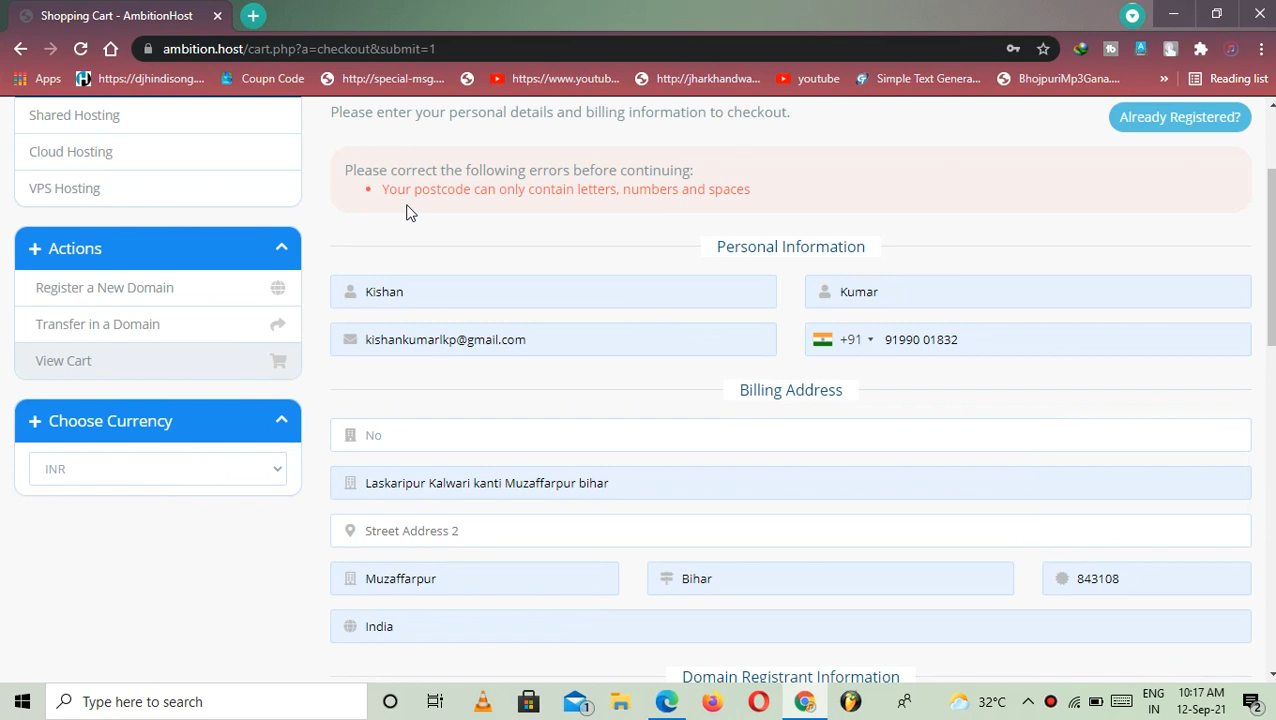 Shopping Cart - AmbitionHost
ambition.host/cart.php?a=checkout&submit=1
Apps
https://djhindisong....
Coupn Code
http://special-msg....
https://www.youtub...
http://jharkhandwa...
youtube
Simple Text Genera...
BhojpuriMp3Gana....
»
Reading list
Shared Hosting
Cloud Hosting
VPS Hosting
Actions
Register a New Domain
Transfer in a Domain
View Cart
Choose Currency
INR
Please enter your personal details and billing information to checkout.
Already Registered?
Please correct the following errors before continuing:
• Your postcode can only contain letters, numbers and spaces
Personal Information
Kishan
Kumar
kishankumarlkp@gmail.com
+91 91990 01832
Billing Address
No
Laskaripur Kalwari kanti Muzaffarpur bihar
Street Address 2
Muzaffarpur
Bihar
843108
India
Domain Registrant Information
Type here to search
1
32°C
ENG
IN
10:17 AM
12-Sep-21
2